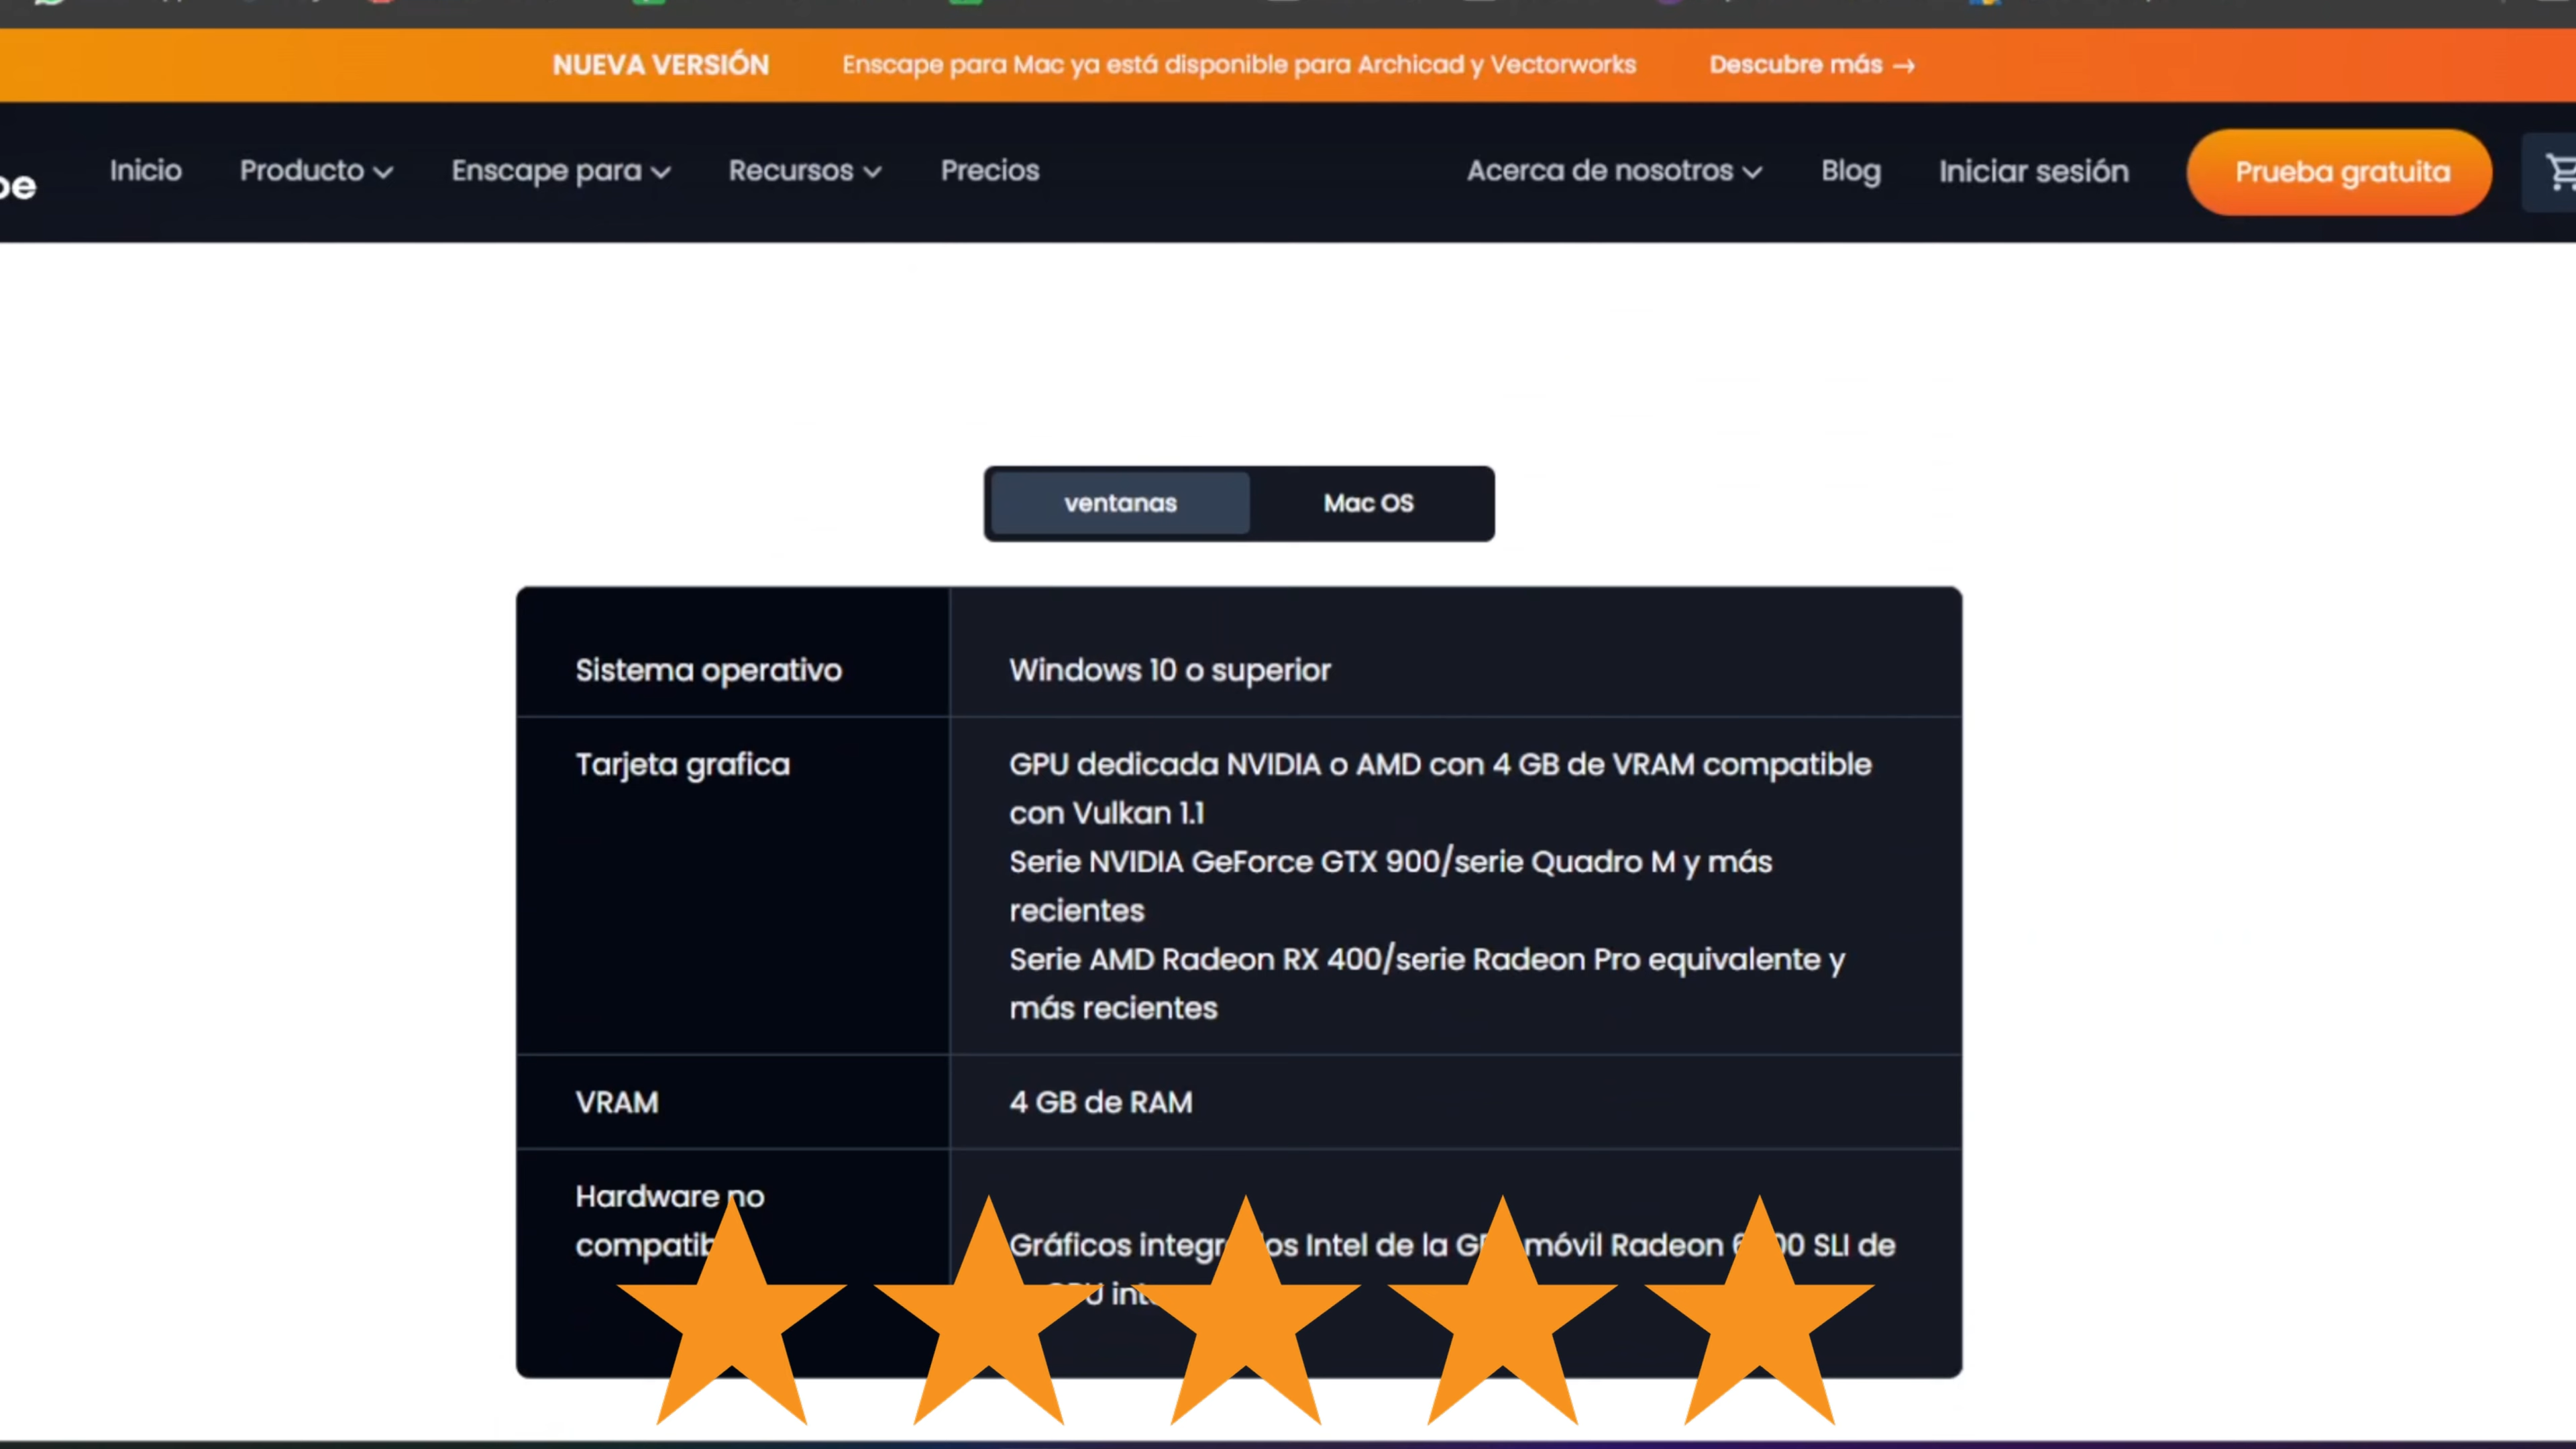 NUEVA VERSIÓN Enscape para Mac ya está disponible para Archicad y Vectorworks Descubre más →
Inicio Producto Enscape para Recursos Precios Acerca de nosotros Blog Iniciar sesión Prueba gratuita
ventanas Mac OS
Sistema operativo Windows 10 o superior
Tarjeta grafica GPU dedicada NVIDIA o AMD con 4 GB de VRAM compatible
con Vulkan 1.1
Serie NVIDIA GeForce GTX 900/serie Quadro M y más
recientes
Serie AMD Radeon RX 400/serie Radeon Pro equivalente y
más recientes
VRAM 4 GB de RAM
Hardware no
Gráficos Intel de la móvil Radeon SLI de